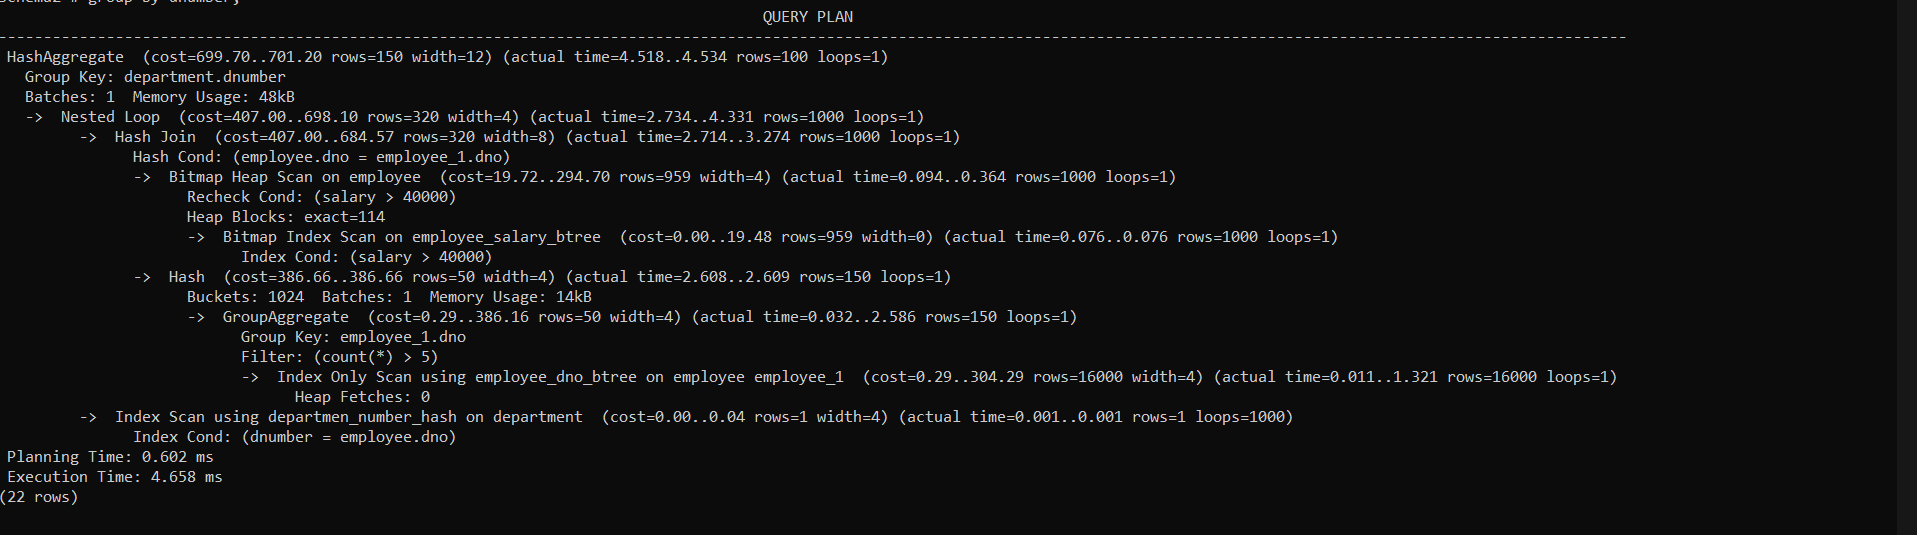 schema2 # group by dnumber;
QUERY PLAN
--------------------------------------------------------------------------------------------------------------------------------------------------------------------------------------
HashAggregate  (cost=699.70..701.20 rows=150 width=12) (actual time=4.518..4.534 rows=100 loops=1)
  Group Key: department.dnumber
  Batches: 1  Memory Usage: 48kB
  ->  Nested Loop  (cost=407.00..698.10 rows=320 width=4) (actual time=2.734..4.331 rows=1000 loops=1)
        ->  Hash Join  (cost=407.00..684.57 rows=320 width=8) (actual time=2.714..3.274 rows=1000 loops=1)
              Hash Cond: (employee.dno = employee_1.dno)
              ->  Bitmap Heap Scan on employee  (cost=19.72..294.70 rows=959 width=4) (actual time=0.094..0.364 rows=1000 loops=1)
                    Recheck Cond: (salary > 40000)
                    Heap Blocks: exact=114
                    ->  Bitmap Index Scan on employee_salary_btree  (cost=0.00..19.48 rows=959 width=0) (actual time=0.076..0.076 rows=1000 loops=1)
                          Index Cond: (salary > 40000)
              ->  Hash  (cost=386.66..386.66 rows=50 width=4) (actual time=2.608..2.609 rows=150 loops=1)
                    Buckets: 1024  Batches: 1  Memory Usage: 14kB
                    ->  GroupAggregate  (cost=0.29..386.16 rows=50 width=4) (actual time=0.032..2.586 rows=150 loops=1)
                          Group Key: employee_1.dno
                          Filter: (count(*) > 5)
                          ->  Index Only Scan using employee_dno_btree on employee employee_1  (cost=0.29..304.29 rows=16000 width=4) (actual time=0.011..1.321 rows=16000 loops=1)
                                Heap Fetches: 0
        ->  Index Scan using departmen_number_hash on department  (cost=0.00..0.04 rows=1 width=4) (actual time=0.001..0.001 rows=1 loops=1000)
              Index Cond: (dnumber = employee.dno)
Planning Time: 0.602 ms
Execution Time: 4.658 ms
(22 rows)